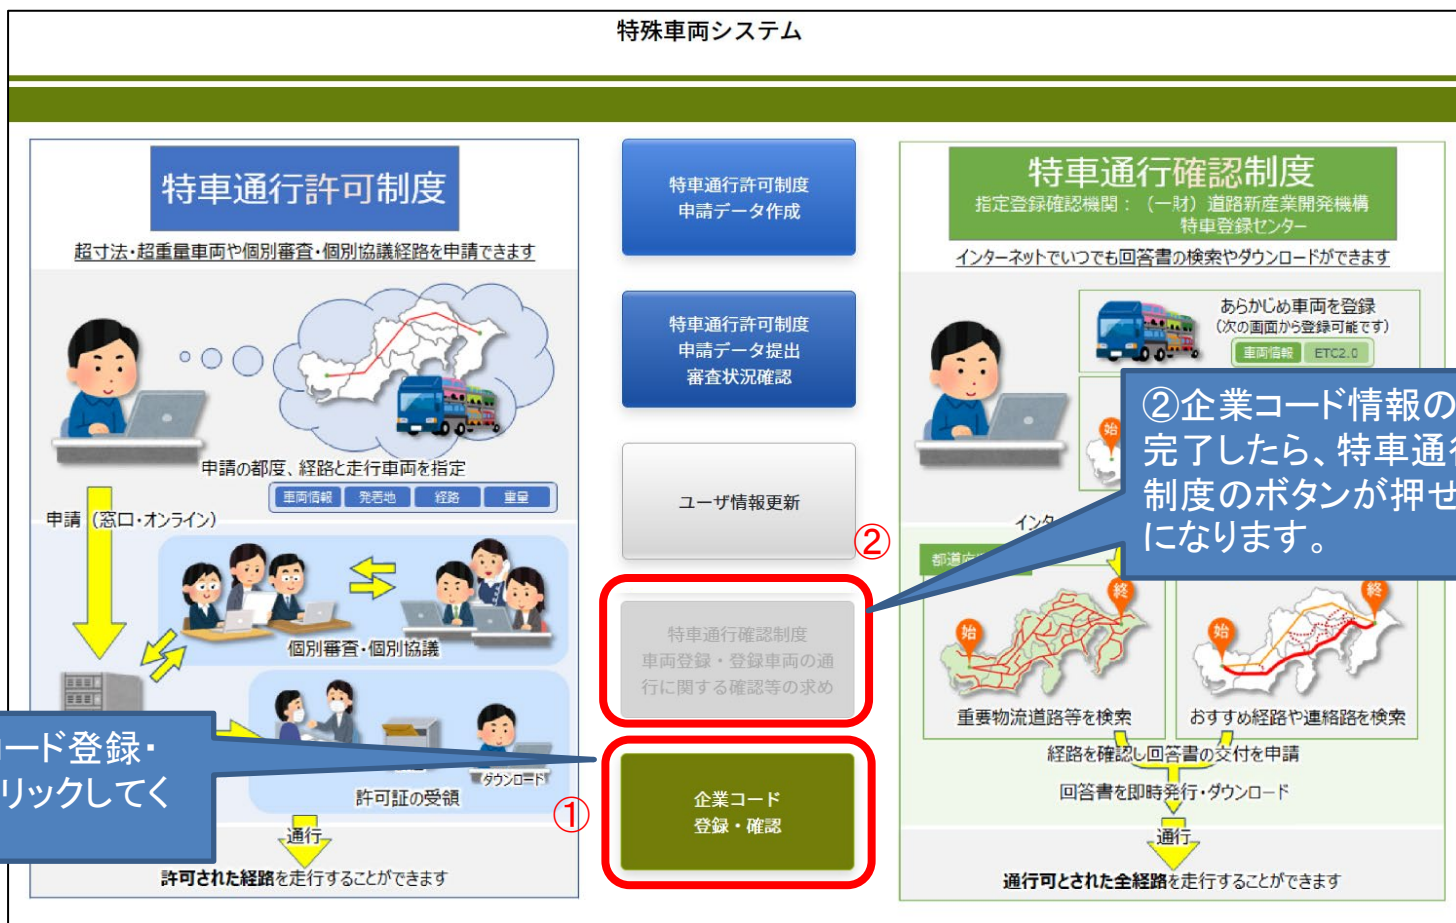 特殊車両システム
特車通行許可制度
超寸法・超重量車両や個別審査・個別協議経路を申請できます
申請の都度、経路と走行車両を指定
車両情報 発着地 経路 重量
申請（窓口・オンライン）
個別審査・個別協議
ダウンロード
許可証の受領
通行
許可された経路を走行することができます
ード登録・
リックしてく
①
特車通行許可制度
申請データ作成
特車通行許可制度
申請データ提出
審査状況確認
ユーザ情報更新
②
特車通行確認制度
車両登録・登録車両の通
行に関する確認等の求め
企業コード
登録・確認
特車通行確認制度
指定登録確認機関：（一財）道路新産業開発機構
特車登録センター
インターネットでいつでも回答書の検索やダウンロードができます
あらかじめ車両を登録
(次の画面から登録可能です)
車両情報 ETC2.0
始
②企業コード情報の
完了したら、特車通行
制度のボタンが押せ
になります。
インタ
都道
始 終
始 終
重要物流道路等を検索
おすすめ経路や連絡路を検索
経路を確認し回答書の交付を申請
回答書を即時発行・ダウンロード
通行
通行可とされた全経路を走行することができます